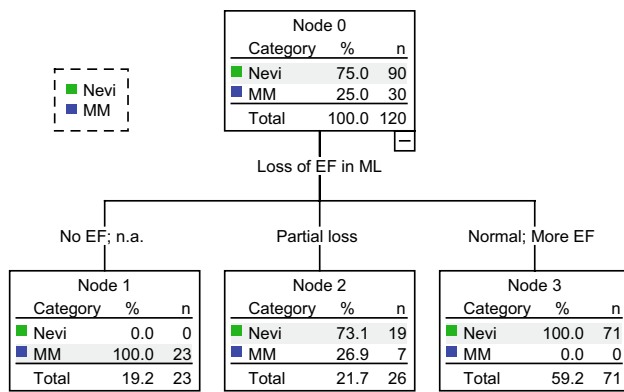 Node 0
Category % n
Nevi 75.0 90
MM 25.0 30
Total 100.0 120
Nevi
MM
Loss of EF in ML
No EF; n.a. Partial loss Normal; More EF
Node 1 Node 2 Node 3
Category % n Category % n Category % n
Nevi 0.0 0 Nevi 73.1 19 Nevi 100.0 71
MM 100.0 23 MM 26.9 7 MM 0.0 0
Total 19.2 23 Total 21.7 26 Total 59.2 71